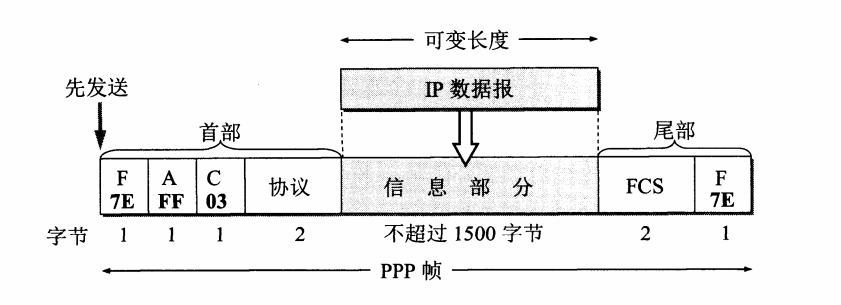 可变长度
IP 数据报
先发送
首部
尾部
F A C 协议 信息部分 FCS F
7E FF 03 7E
字节 1 1 1 2 不超过 1500 字节 2 1
PPP 帧